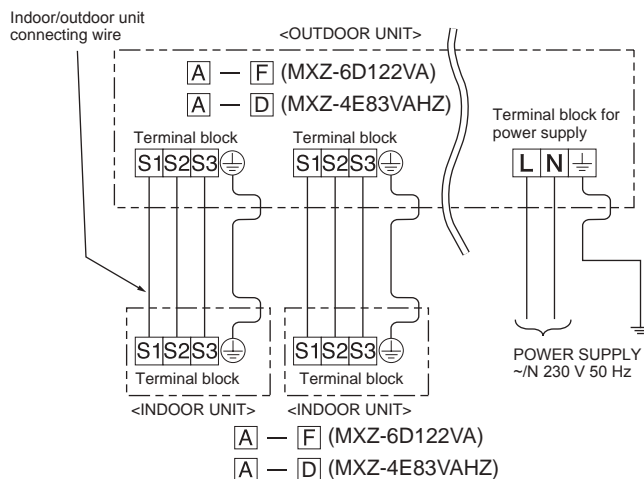 Indoor/outdoor unit
connecting wire
<OUTDOOR UNIT>
A — F (MXZ-6D122VA)
A — D (MXZ-4E83VAHZ)
Terminal block
Terminal block
Terminal block for
power supply
S1 S2 S3
S1 S2 S3
L N
S1 S2 S3
S1 S2 S3
Terminal block
Terminal block
POWER SUPPLY
~/N 230 V 50 Hz
<INDOOR UNIT>
<INDOOR UNIT>
A — F (MXZ-6D122VA)
A — D (MXZ-4E83VAHZ)